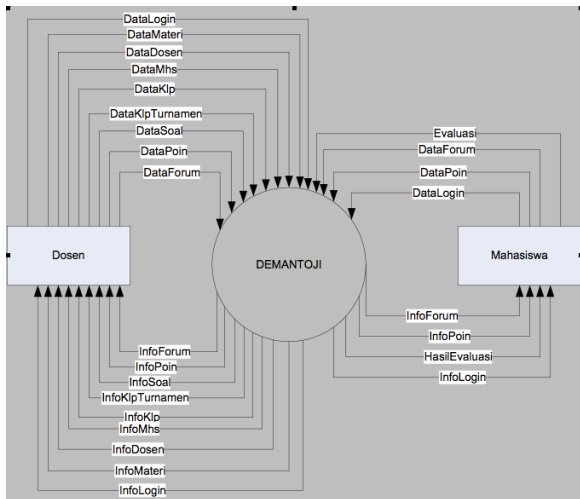 DataLogin
DataMateri
DataDosen
DataMhs
DataKlp
DataKlpTurnamen
DataSoal
DataPoin
DataForum
Evaluasi
DataForum
DataPoin
DataLogin
Dosen
DEMANTOJI
Mahasiswa
InfoForum
InfoPoin
InfoSoal
InfoKlpTurnamen
InfoKlp
InfoMhs
InfoDosen
InfoMateri
InfoLogin
InfoForum
InfoPoin
HasilEvaluasi
InfoLogin